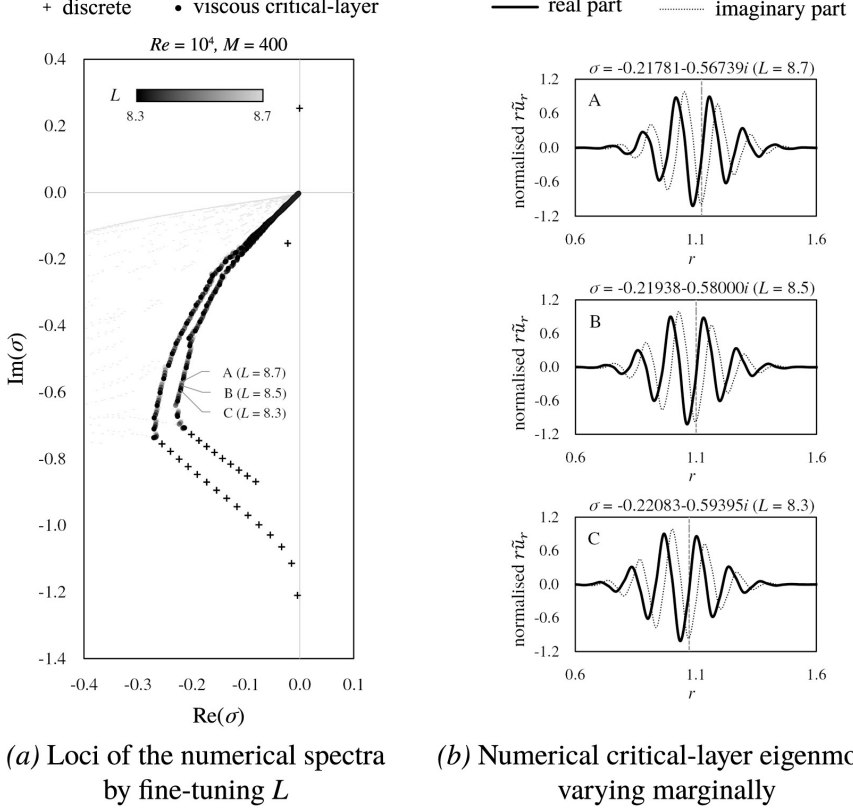 + discrete ● viscous critical-layer
real part imaginary part
Re = 10⁴, M = 400
0.4
L
8.3 8.7
0.2
0.0
-0.2
-0.4
-0.6
-0.8
-1.0
-1.2
-1.4
Im(σ)
A (L = 8.7)
B (L = 8.5)
C (L = 8.3)
-0.4 -0.3 -0.2 -0.1 0.0 0.1
Re(σ)
(a) Loci of the numerical spectra
by fine-tuning L
σ = -0.21781-0.56739i (L = 8.7)
1.2
A
0.6
0.0
-0.6
-1.2
normalised rũᵣ
0.6 1.1 1.6
r
σ = -0.21938-0.58000i (L = 8.5)
1.2
B
0.6
0.0
-0.6
-1.2
normalised rũᵣ
0.6 1.1 1.6
r
σ = -0.22083-0.59395i (L = 8.3)
1.2
C
0.6
0.0
-0.6
-1.2
normalised rũᵣ
0.6 1.1 1.6
r
(b) Numerical critical-layer eigenmo
varying marginally